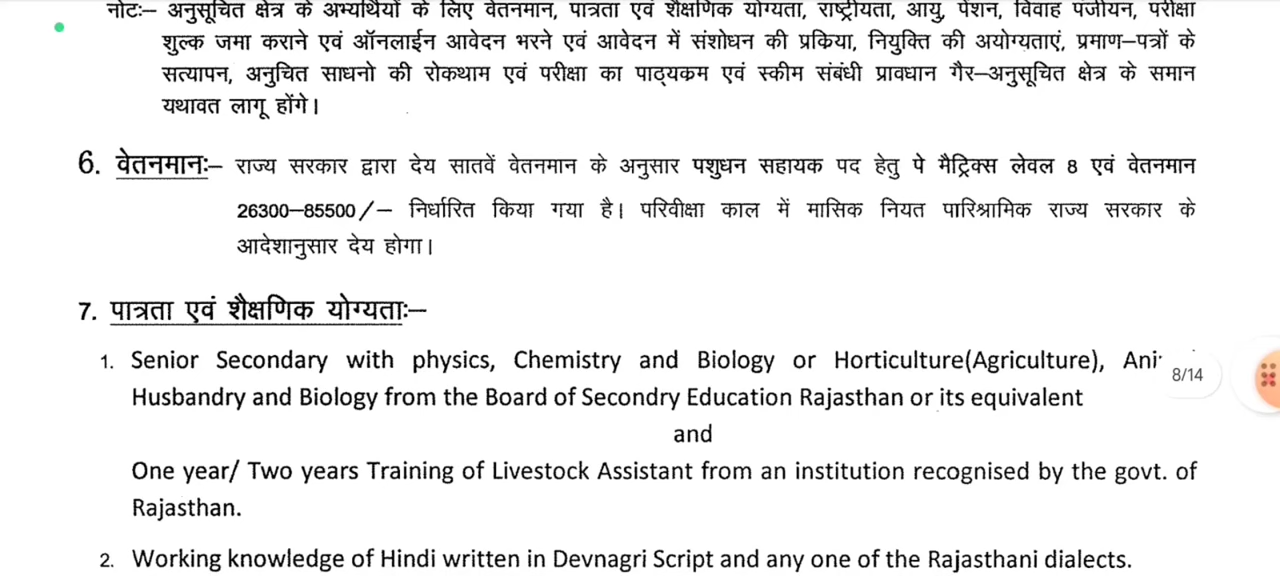 नोटः– अनुसूचित क्षेत्र के अभ्यर्थियों के लिए वेतनमान, पात्रता एवं शैक्षणिक योग्यता, राष्ट्रीयता, आयु, पेंशन, विवाह पंजीयन, परीक्षा
शुल्क जमा कराने एवं ऑनलाईन आवेदन भरने एवं आवेदन में संशोधन की प्रकिया, नियुक्ति की अयोग्यताएं, प्रमाण–पत्रों के
सत्यापन, अनुचित साधनो की रोकथाम एवं परीक्षा का पाठ्यकम एवं स्कीम संबंधी प्रावधान गैर–अनुसूचित क्षेत्र के समान
यथावत लागू होंगे।
6. वेतनमानः– राज्य सरकार द्वारा देय सातवें वेतनमान के अनुसार पशुधन सहायक पद हेतु पे मैट्रिक्स लेवल 8 एवं वेतनमान
26300–85500/– निर्धारित किया गया है। परिवीक्षा काल में मासिक नियत पारिश्रामिक राज्य सरकार के
आदेशानुसार देय होगा।
7. पात्रता एवं शैक्षणिक योग्यताः–
1. Senior Secondary with physics, Chemistry and Biology or Horticulture(Agriculture),
8/14
Husbandry and Biology from the Board of Secondry Education Rajasthan or its equivalent
and
One year/ Two years Training of Livestock Assistant from an institution recognised by the govt. of
Rajasthan.
2. Working knowledge of Hindi written in Devnagri Script and any one of the Rajasthani dialects.